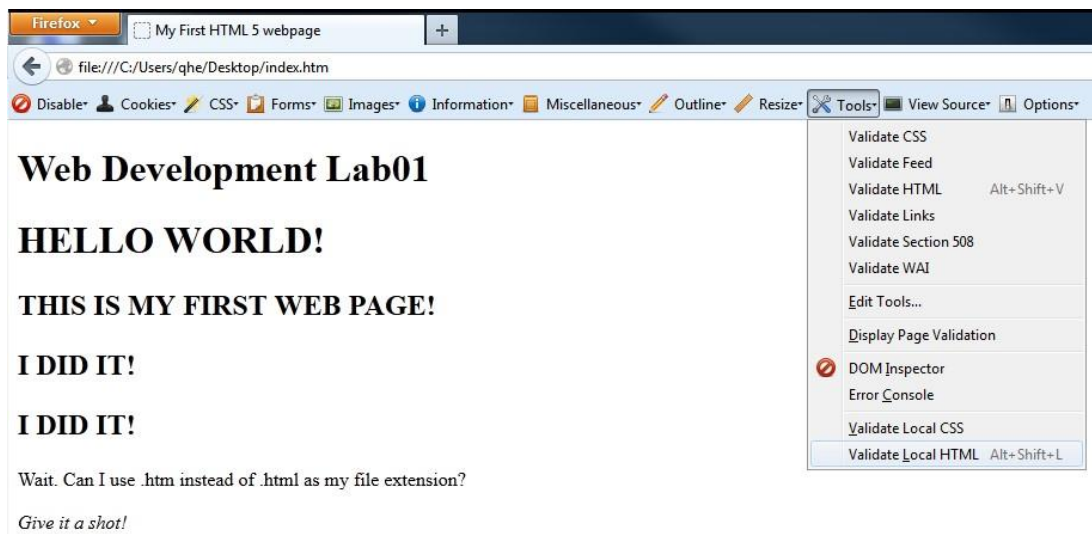 Firefox
My First HTML 5 webpage
+
file:///C:/Users/qhe/Desktop/index.htm
Disable Cookies CSS Forms Images Information Miscellaneous Outline Resize Tools View Source Options
Validate CSS
Validate Feed
Validate HTML Alt+Shift+V
Validate Links
Validate Section 508
Validate WAI
Edit Tools...
Display Page Validation
DOM Inspector
Error Console
Validate Local CSS
Validate Local HTML Alt+Shift+L
Web Development Lab01
HELLO WORLD!
THIS IS MY FIRST WEB PAGE!
I DID IT!
I DID IT!
Wait. Can I use .htm instead of .html as my file extension?
Give it a shot!